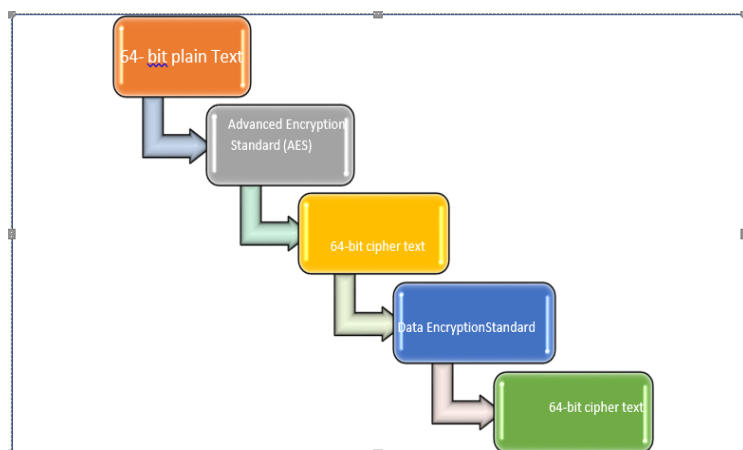 64- bit plain Text
Advanced Encryption
Standard (AES)
64-bit cipher text
Data EncryptionStandard
64-bit cipher text